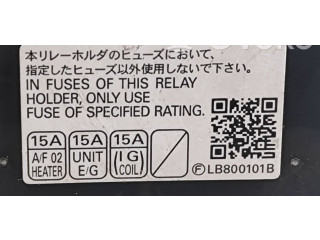 本リレーホルダのヒューズにおいて、
指定したヒューズ以外使用しないで下さい。
IN FUSES OF THIS RELAY
HOLDER, ONLY USE
FUSE OF SPECIFIED RATING.
15A 15A 15A
A/F 02 UNIT (IG)
HEATER E/G COIL)
Ⓕ LB800101B